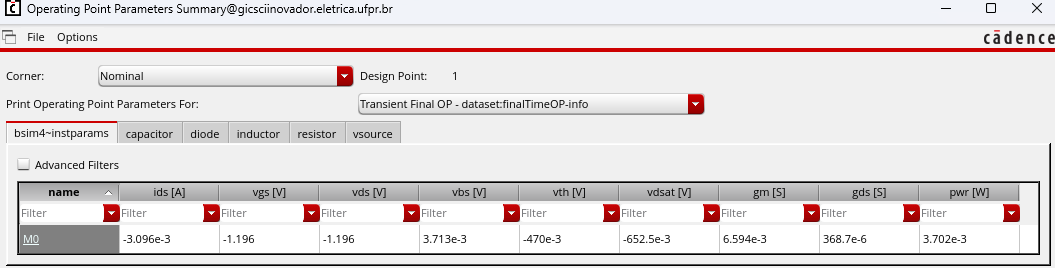 Operating Point Parameters Summary@gicsciinovador.eletrica.ufpr.br
File Options
cādence
Corner: Nominal Design Point: 1
Print Operating Point Parameters For: Transient Final OP - dataset:finalTimeOP-info
bsim4~instparams capacitor diode inductor resistor vsource
Advanced Filters
name ids [A] vgs [V] vds [V] vbs [V] vth [V] vdsat [V] gm [S] gds [S] pwr [W]
Filter Filter Filter Filter Filter Filter Filter Filter Filter Filter
M0 -3.096e-3 -1.196 -1.196 3.713e-3 -470e-3 -652.5e-3 6.594e-3 368.7e-6 3.702e-3